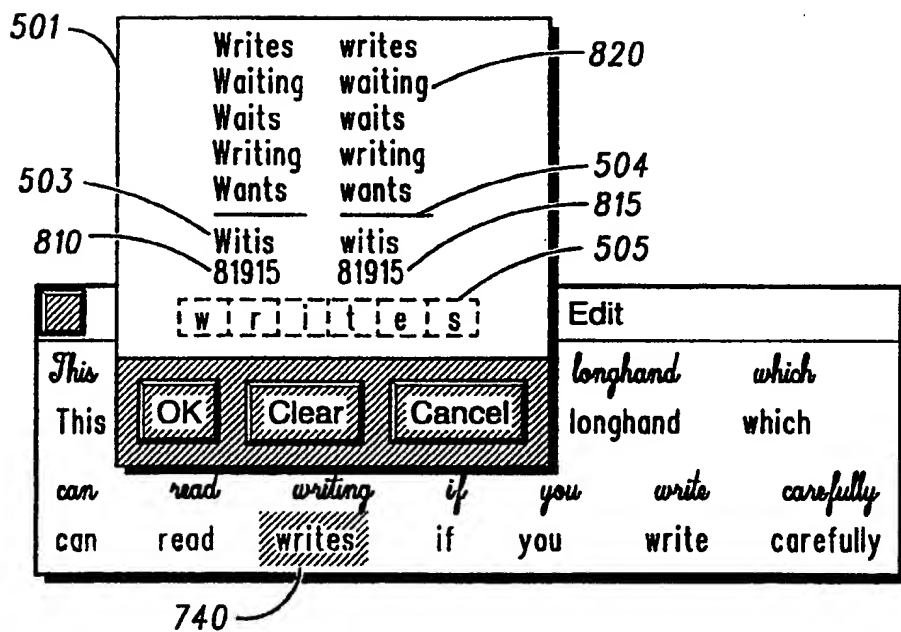 501
Writes writes
820
Waiting waiting
Waits waits
Writing writing
504
503
Wants wants
815
810
Witis witis
505
81915 81915
w r i t e s
Edit
This longhand which
OK Clear Cancel
This longhand which
can read writing if you write carefully
can read writes if you write carefully
740